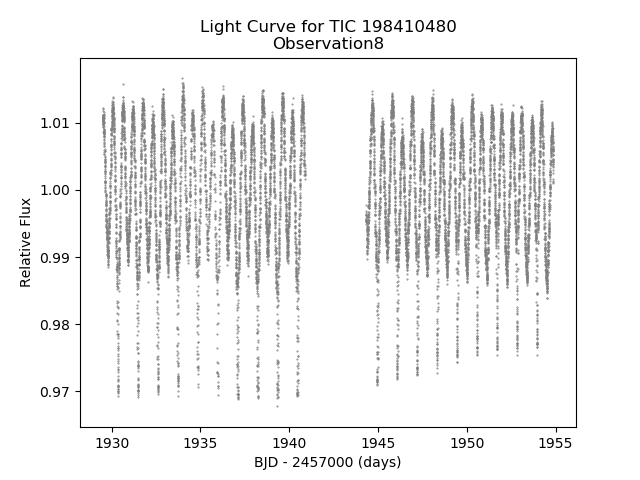 Light Curve for TIC 198410480
Observation8
1.01
1.00
0.99
0.98
0.97
Relative Flux
1930
1935
1940
1945
1950
1955
BJD - 2457000 (days)